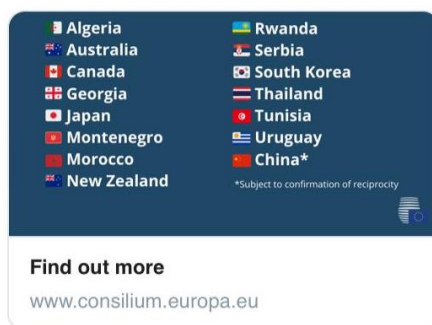 Algeria
Australia
Canada
Georgia
Japan
Montenegro
Morocco
New Zealand
Rwanda
Serbia
South Korea
Thailand
Tunisia
Uruguay
China*
*Subject to confirmation of reciprocity
Find out more
www.consilium.europa.eu